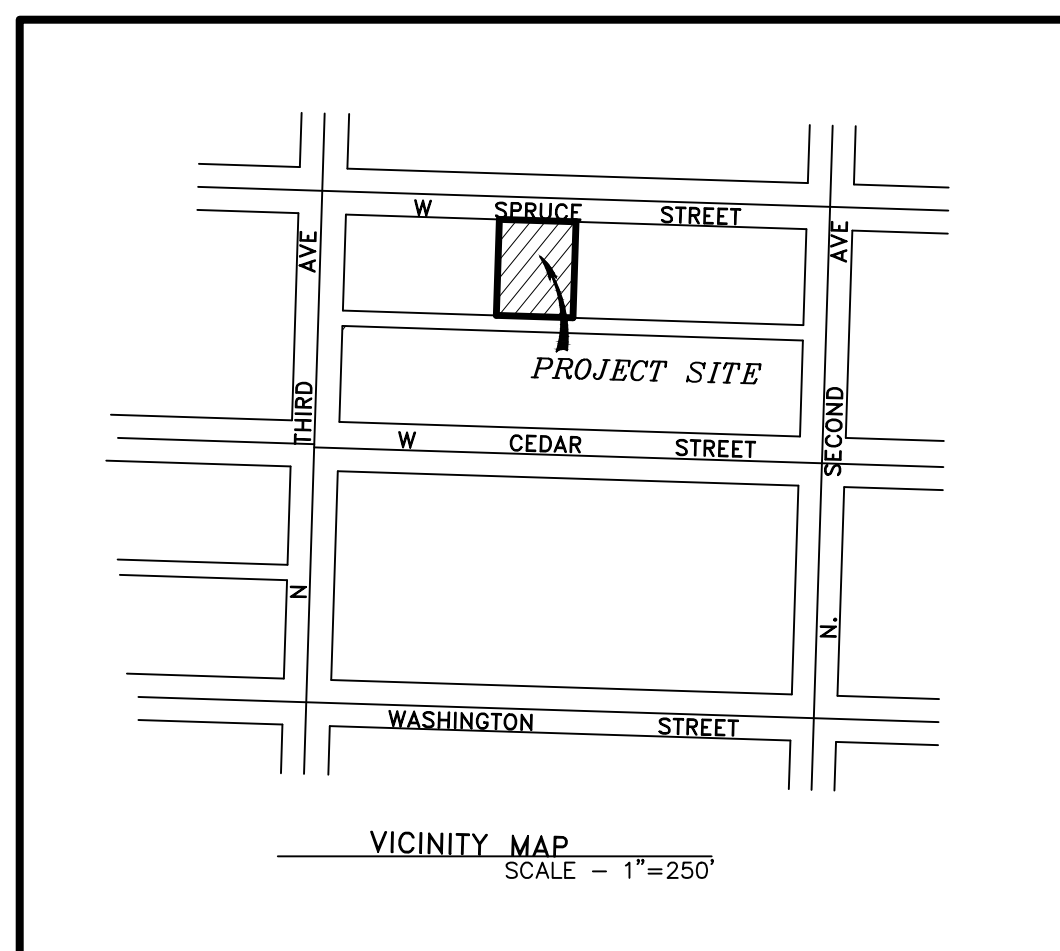 W SPRUCE STREET
N THIRD AVE
N. SECOND AVE
PROJECT SITE
W CEDAR STREET
WASHINGTON STREET
VICINITY MAP
SCALE – 1"=250'